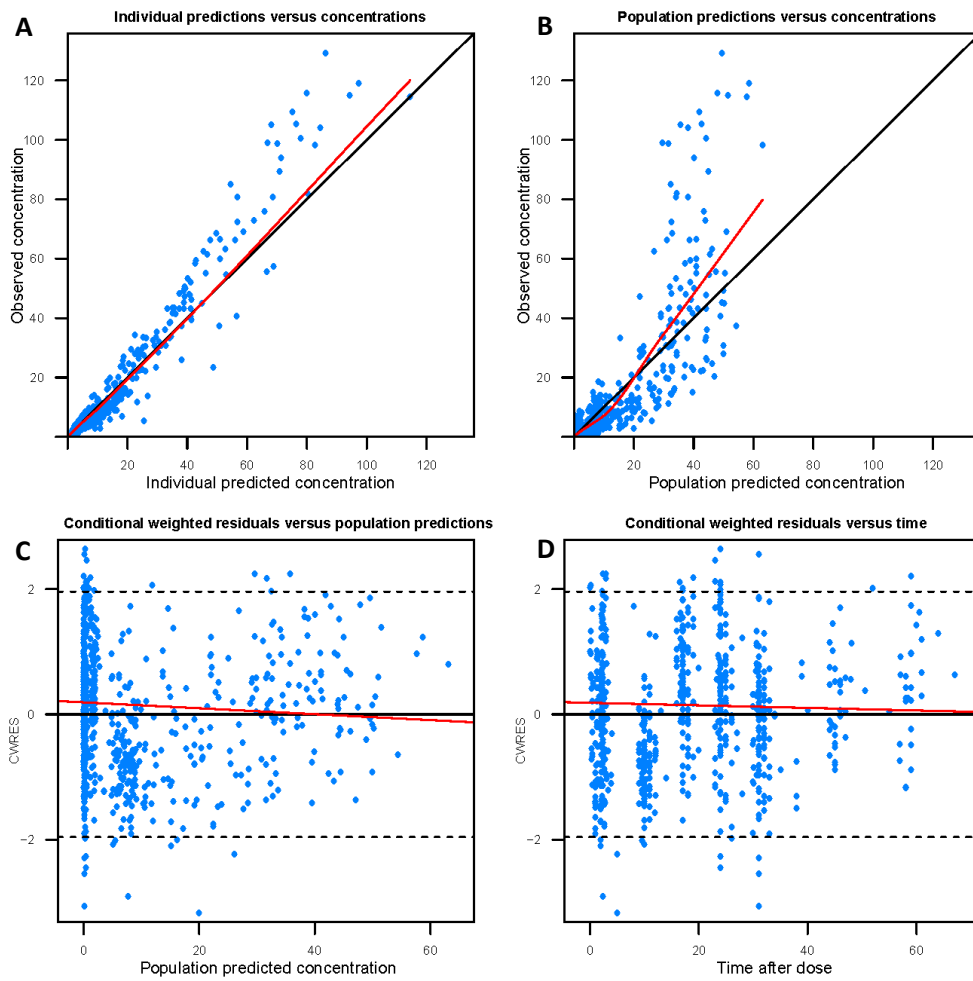 A
Individual predictions versus concentrations
Observed concentration
120
100
80
60
40
20
20
40
60
80
100
120
Individual predicted concentration
B
Population predictions versus concentrations
Observed concentration
120
100
80
60
40
20
20
40
60
80
100
120
Population predicted concentration
Conditional weighted residuals versus population predictions
C
CWRES
2
0
−2
0
20
40
60
Population predicted concentration
Conditional weighted residuals versus time
D
CWRES
2
0
−2
0
20
40
60
Time after dose